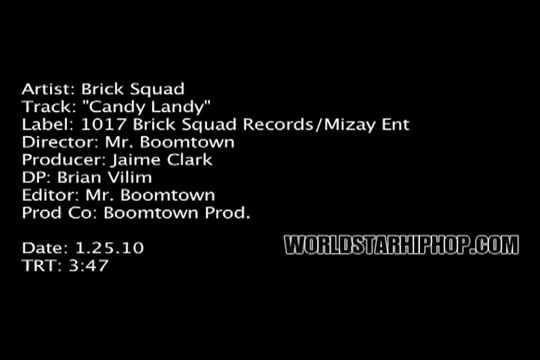 Artist: Brick Squad
Track: "Candy Landy"
Label: 1017 Brick Squad Records/Mizay Ent
Director: Mr. Boomtown
Producer: Jaime Clark
DP: Brian Vilim
Editor: Mr. Boomtown
Prod Co: Boomtown Prod.
Date: 1.25.10
TRT: 3:47
WORLDSTARHIPHOP.COM